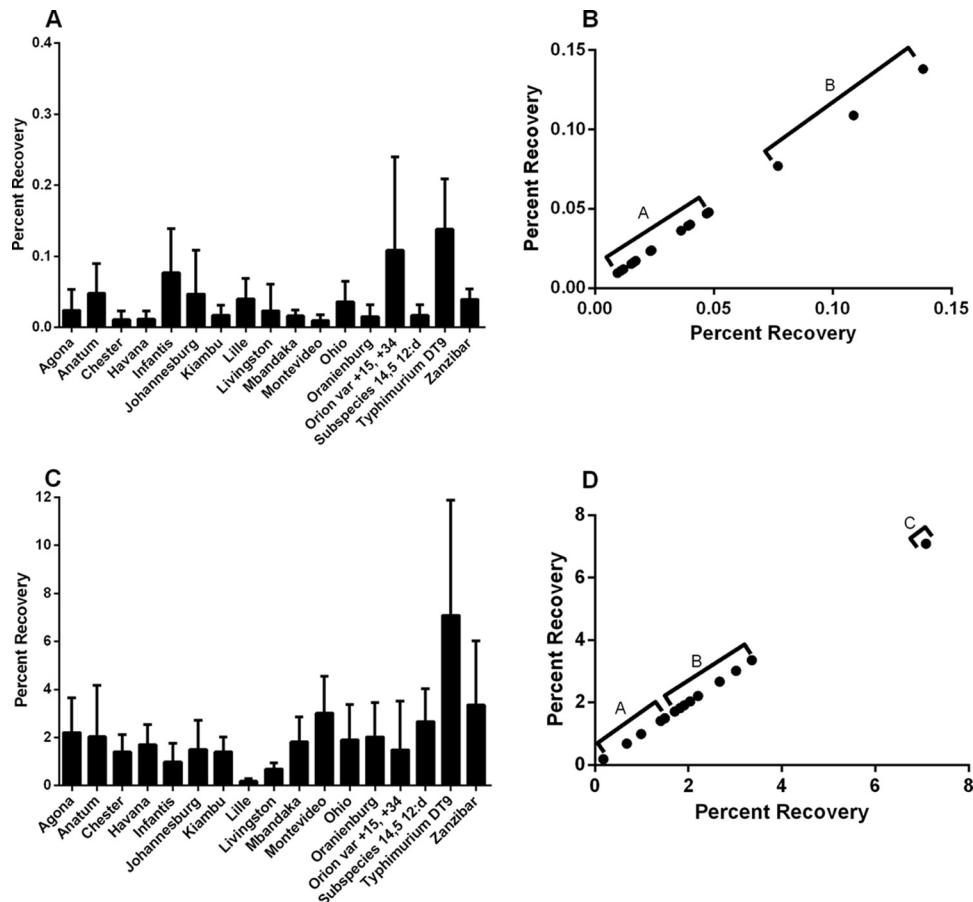 A
Percent Recovery
0.4
0.3
0.2
0.1
0.0
Agona
Anatum
Chester
Havana
Infantis
Johannesburg
Kiambu
Lille
Livingston
Mbandaka
Montevideo
Ohio
Oranienburg
Orion var +15, +34
Subspecies 14,5 12:d
Typhimurium DT9
Zanzibar
B
Percent Recovery
0.15
0.10
0.05
0.00
A
B
0.00 0.05 0.10 0.15
Percent Recovery
C
Percent Recovery
12
10
8
6
4
2
0
Agona
Anatum
Chester
Havana
Infantis
Johannesburg
Kiambu
Lille
Livingston
Mbandaka
Montevideo
Ohio
Oranienburg
Orion var +15, +34
Subspecies 14,5 12:d
Typhimurium DT9
Zanzibar
D
Percent Recovery
8
6
4
2
0
A
B
C
0 2 4 6 8
Percent Recovery